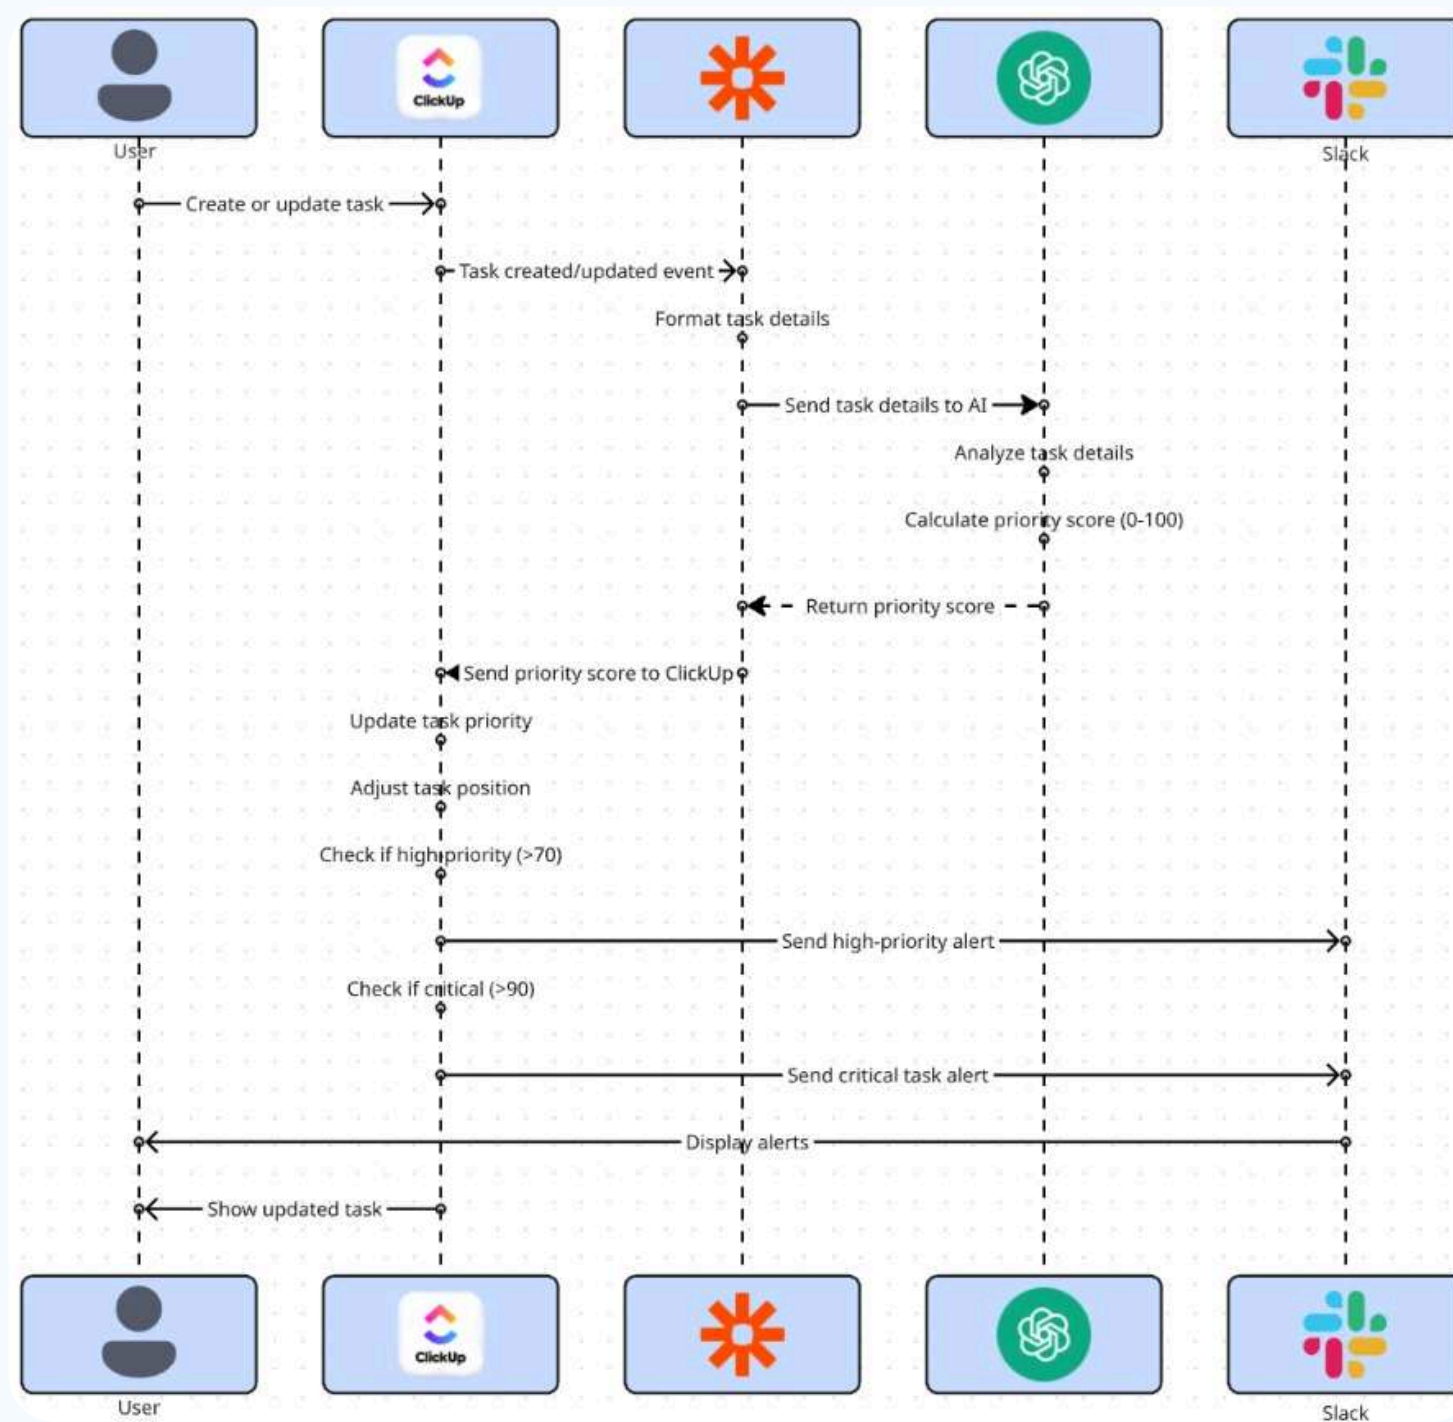 ClickUp
User
Slack
Create or update task
Task created/updated event
Format task details
Send task details to AI
Analyze task details
Calculate priority score (0-100)
Return priority score
Send priority score to ClickUp
Update task priority
Adjust task position
Check if high-priority (>70)
Send high-priority alert
Check if critical (>90)
Send critical task alert
Display alerts
Show updated task
ClickUp
User
Slack